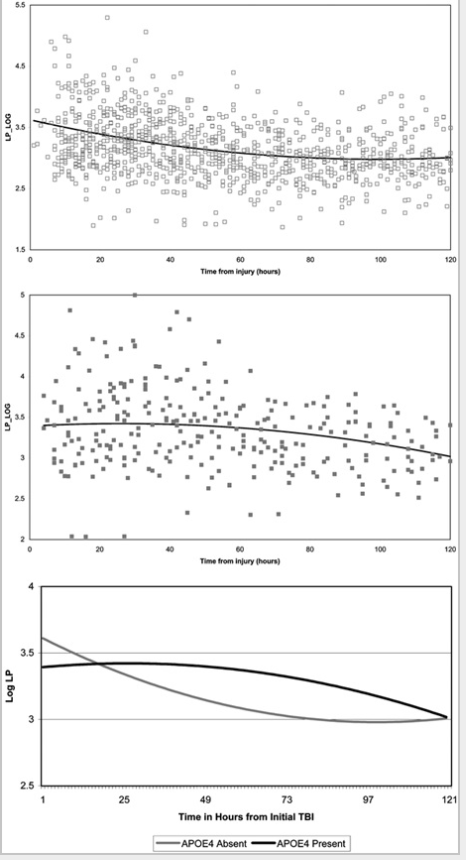 5.5
4.5
LP_LOG
3.5
2.5
1.5
0 20 40 60 80 100 120
Time from injury (hours)
5
4.5
4
LP_LOG
3.5
3
2.5
2
0 20 40 60 80 100 120
Time from injury (hours)
4
3.5
Log LP
3
2.5
1 25 49 73 97 121
Time in Hours from Initial TBI
APOE4 Absent APOE4 Present